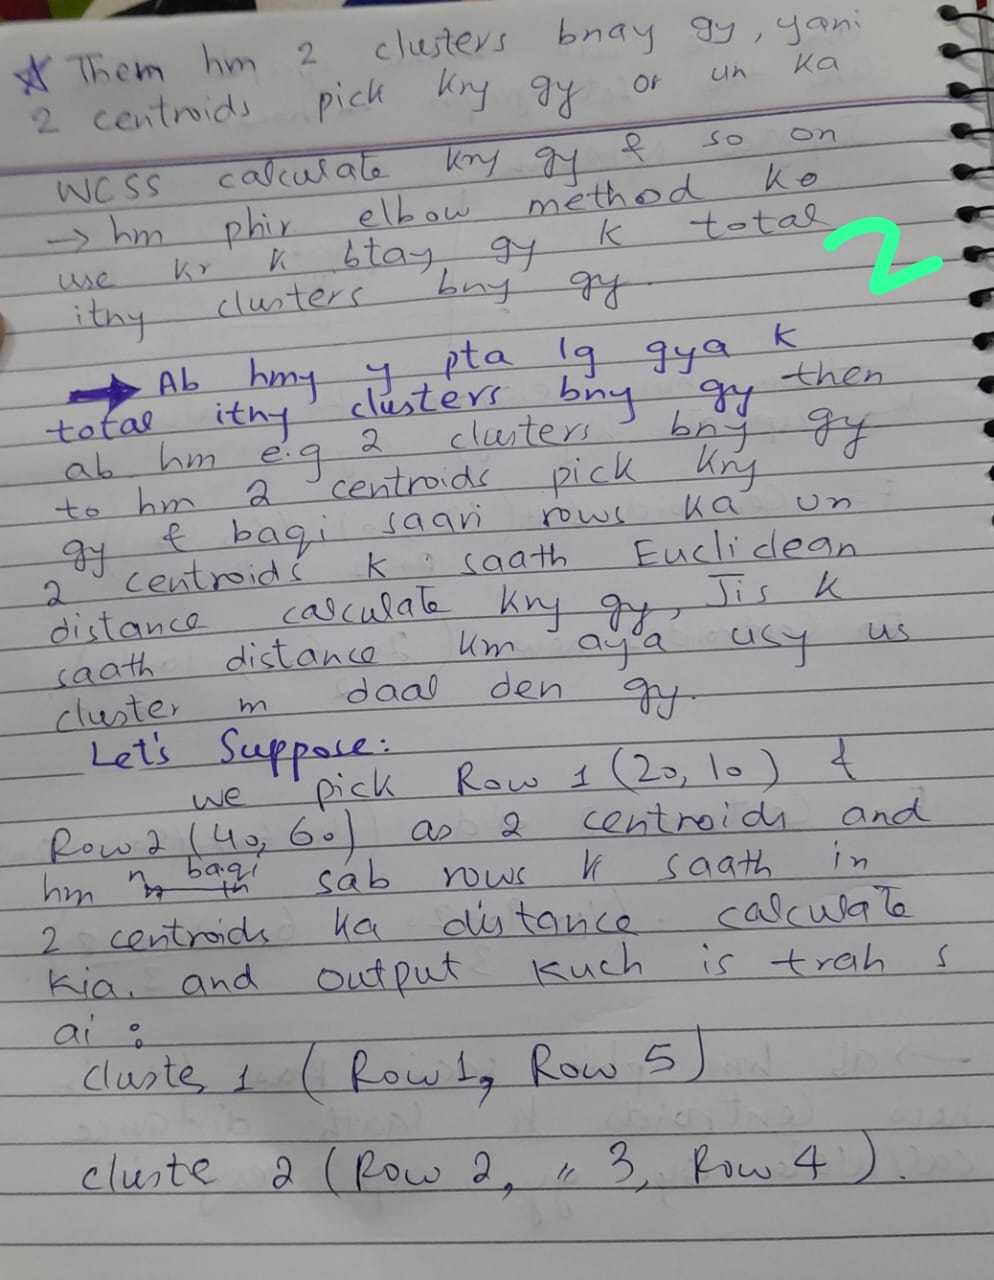 ☆ Them hm 2 clusters bnay gy, yani
2 centroids pick kry gy or un ka
WCSS calculate kry gy & so on
→ hm phir elbow method ko
use kr k btay gy k total
2
itny clusters bny gy.
→ Ab hmy y pta lg gya k
total itny clusters bny gy then
ab hm e.g 2 clusters bny gy
to hm 2 centroids pick kry
gy & baqi saari rows ka un
2 centroids k saath Euclidean
distance calculate kry gy, Jis k
saath distance km aya usy us
cluster m daal den gy.
Let's Suppose:
we pick Row 1 (20, 10) &
Row 2 (40, 60) as 2 centroids and
hm n baqi sab rows k saath in
2 centroids ka distance calculate
kia. and output kuch is trah s
ai :
cluste 1 ( Row 1, Row 5)
cluste 2 (Row 2, " 3, Row 4 ).